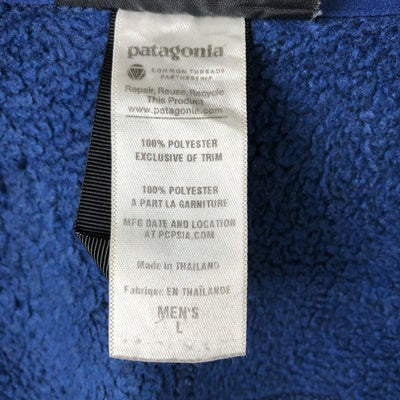 patagonia
COMMON THREADS
PARTNERSHIP
Repair, Reuse, Recycle
This Product
www.patagonia.com
100% POLYESTER
EXCLUSIVE OF TRIM
100% POLYESTER
A PART LA GARNITURE
MFG DATE AND LOCATION
AT PCPSIA.COM
Made in THAILAND
Fabrique EN THAÏLANDE
MEN'S
L